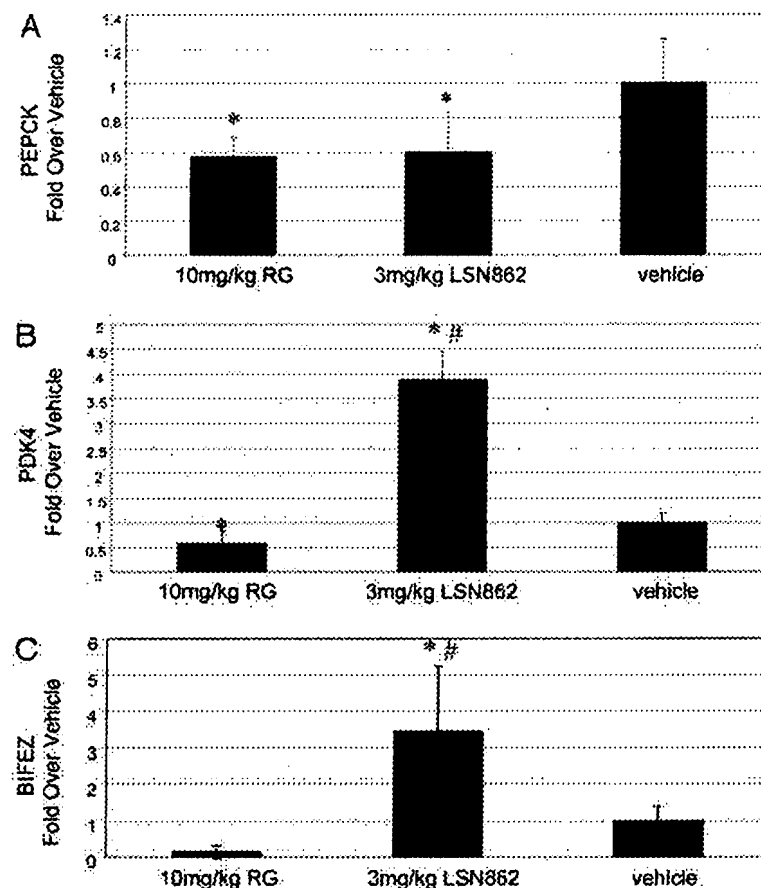 A
PEPCK
Fold Over Vehicle
1.4
1.2
1
0.8
0.6
0.4
0.2
0
*
*
10mg/kg RG
3mg/kg LSN862
vehicle
B
PDK4
Fold Over Vehicle
5
4.5
4
3.5
3
2.5
2
1.5
1
0.5
0
*
* #
10mg/kg RG
3mg/kg LSN862
vehicle
C
BIFEZ
Fold Over Vehicle
6
5
4
3
2
1
0
* #
10mg/kg RG
3mg/kg LSN862
vehicle